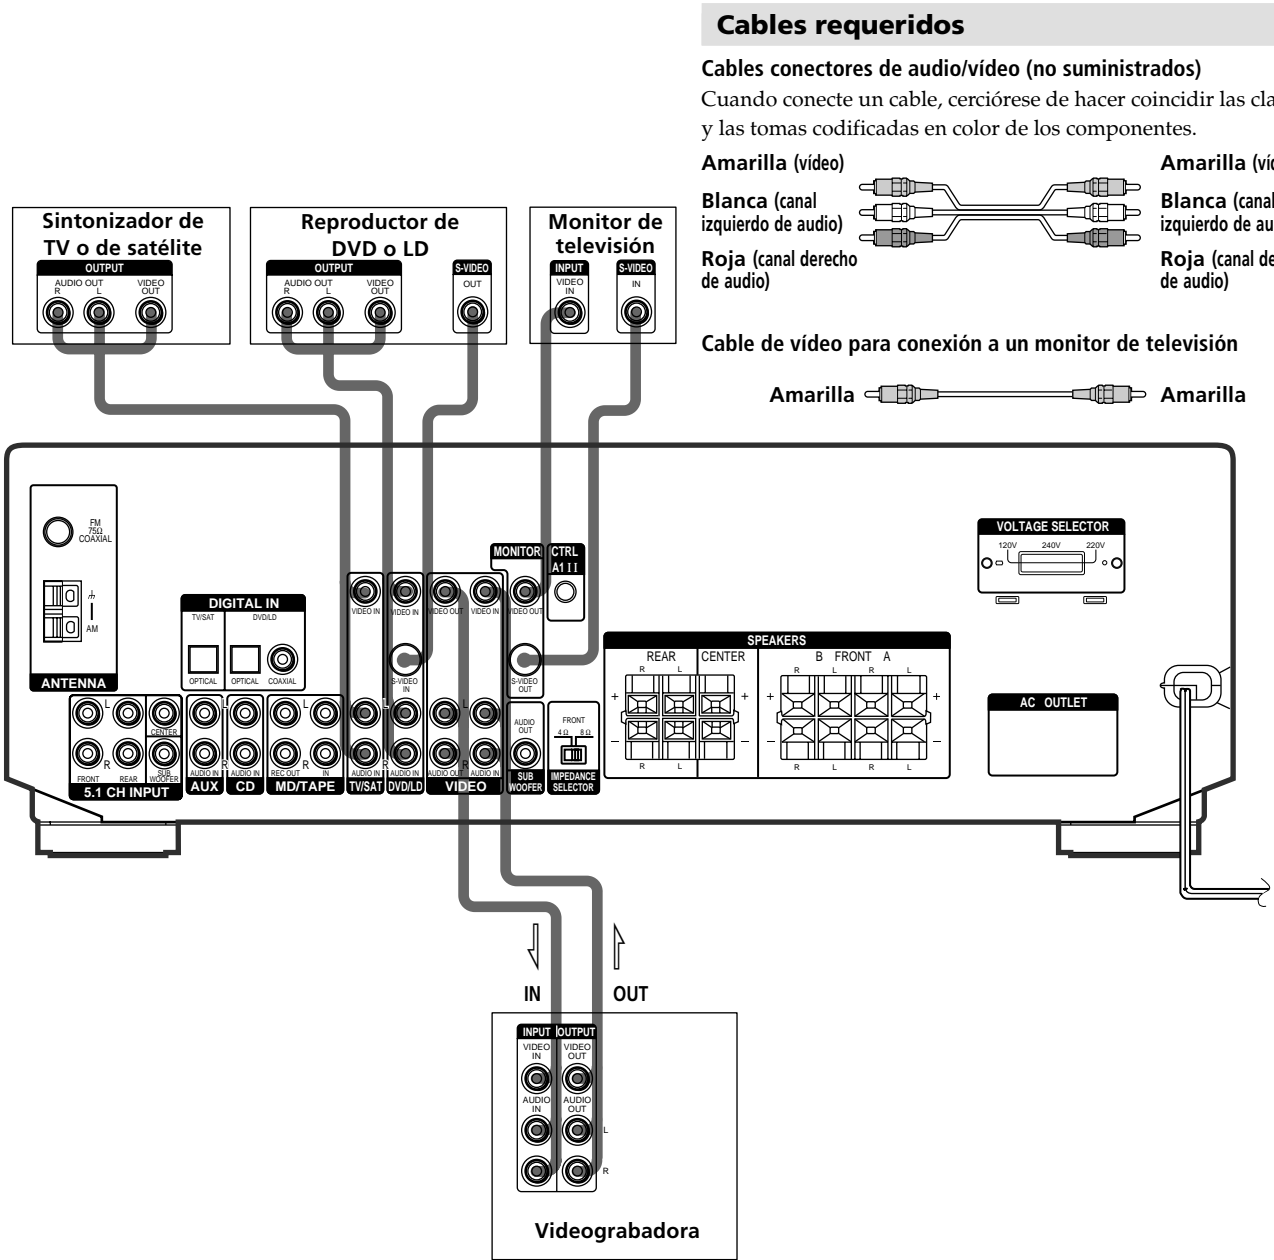 Cables requeridos
Cables conectores de audio/vídeo (no suministrados)
Cuando conecte un cable, cerciórese de hacer coincidir las
y las tomas codificadas en color de los componentes.
Amarilla (vídeo)
Blanca (canal
izquierdo de audio)
Roja (canal derecho
de audio)
Amarilla
Blanca (canal
izquierdo de
Roja (canal
de audio)
Cable de vídeo para conexión a un monitor de televisión
Amarilla
Amarilla
Sintonizador de
TV o de satélite
OUTPUT
AUDIO OUT
R L
VIDEO
OUT
Reproductor de
DVD o LD
OUTPUT
AUDIO OUT
R L
VIDEO
OUT
S-VIDEO
OUT
Monitor de
televisión
INPUT
VIDEO
IN
S-VIDEO
IN
FM
75Ω
COAXIAL
AM
ANTENNA
DIGITAL IN
TV/SAT DVD/LD
OPTICAL OPTICAL COAXIAL
MONITOR
CTRL
A1 II
VIDEO IN VIDEO IN VIDEO OUT VIDEO IN VIDEO OUT
S-VIDEO
IN
S-VIDEO
OUT
L L L L L
CENTER
R R R R R
FRONT REAR SUB
WOOFER
AUDIO IN AUDIO IN REC OUT IN AUDIO IN AUDIO IN AUDIO OUT AUDIO IN
5.1 CH INPUT AUX CD MD/TAPE TV/SAT DVD/LD VIDEO
AUDIO
OUT
SUB
WOOFER
FRONT
4 Ω 8 Ω
IMPEDANCE
SELECTOR
SPEAKERS
REAR CENTER B FRONT A
R L R L R L
+ + + +
– – – –
R L R L R L
VOLTAGE SELECTOR
120V 240V 220V
AC OUTLET
IN OUT
INPUT OUTPUT
VIDEO
IN
VIDEO
OUT
AUDIO
IN
AUDIO
OUT
L
R
Videograbadora